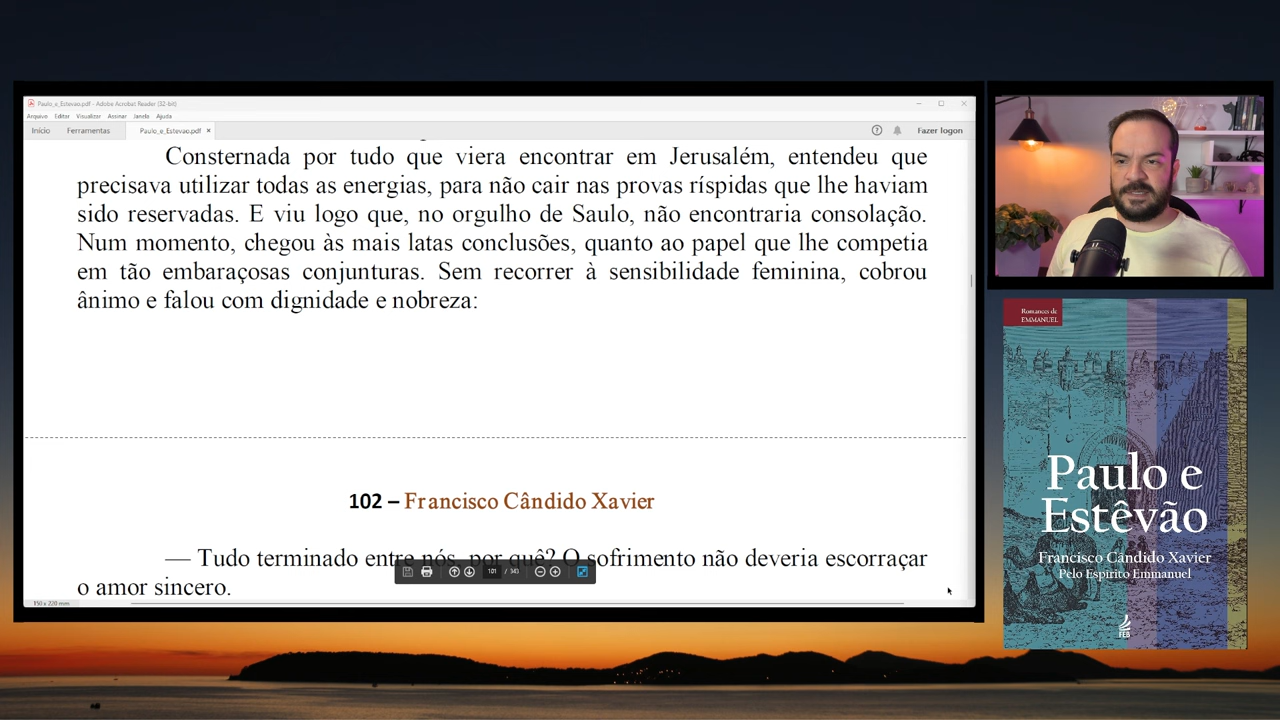 Paulo_e_Estevao.pdf - Adobe Acrobat Reader (32-bit)
Arquivo Editar Visualizar Assinar Janela Ajuda
Início Ferramentas Paulo_e_Estevao.pdf × Fazer logon
Consternada por tudo que viera encontrar em Jerusalém, entendeu que
precisava utilizar todas as energias, para não cair nas provas ríspidas que lhe haviam
sido reservadas. E viu logo que, no orgulho de Saulo, não encontraria consolação.
Num momento, chegou às mais latas conclusões, quanto ao papel que lhe competia
em tão embaraçosas conjunturas. Sem recorrer à sensibilidade feminina, cobrou
ânimo e falou com dignidade e nobreza:
102 – Francisco Cândido Xavier
— Tudo terminado entre nós, por quê? O sofrimento não deveria escorraçar
o amor sincero.
101 / 343
150 x 220 mm
Romances de
EMMANUEL
Paulo e
Estêvão
Francisco Cândido Xavier
Pelo Espírito Emmanuel
FEB